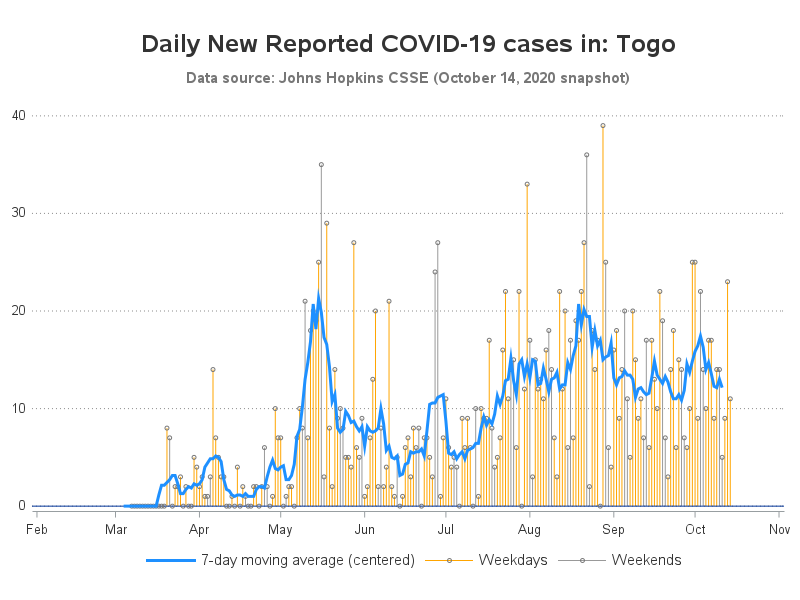 Daily New Reported COVID-19 cases in: Togo
Data source: Johns Hopkins CSSE (October 14, 2020 snapshot)
40
30
20
10
0
Feb Mar Apr May Jun Jul Aug Sep Oct Nov
7-day moving average (centered) Weekdays Weekends